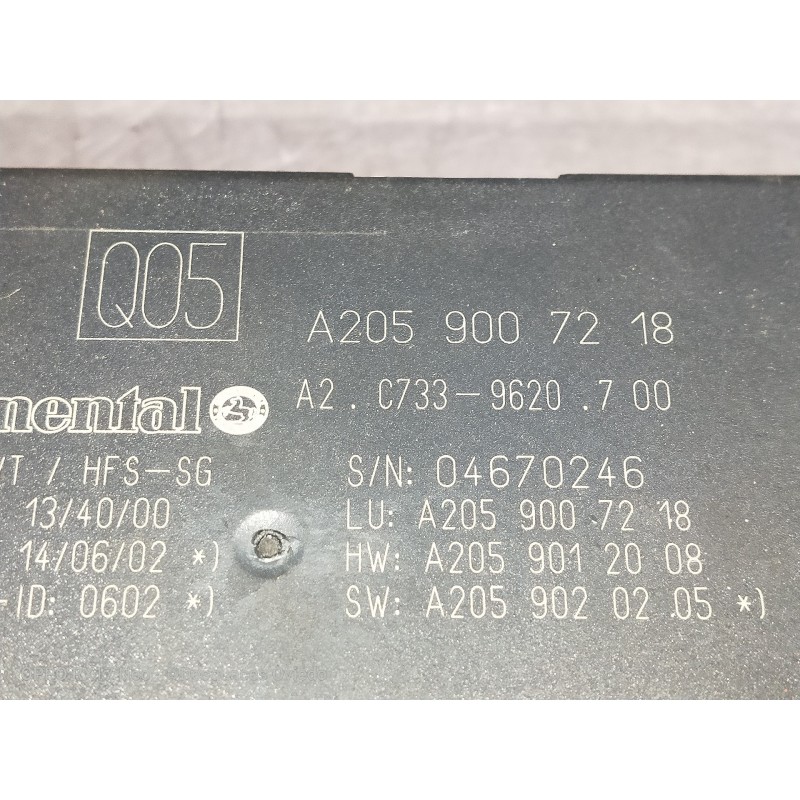 Q05
A205 900 72 18
mental
A2 . C733-9620 . 7 00
/T / HFS-SG
S/N: 04670246
13/40/00
LU: A205 900 72 18
14/06/02 *)
HW: A205 901 20 08
-ID: 0602 *)
SW: A205 902 02 05 *)